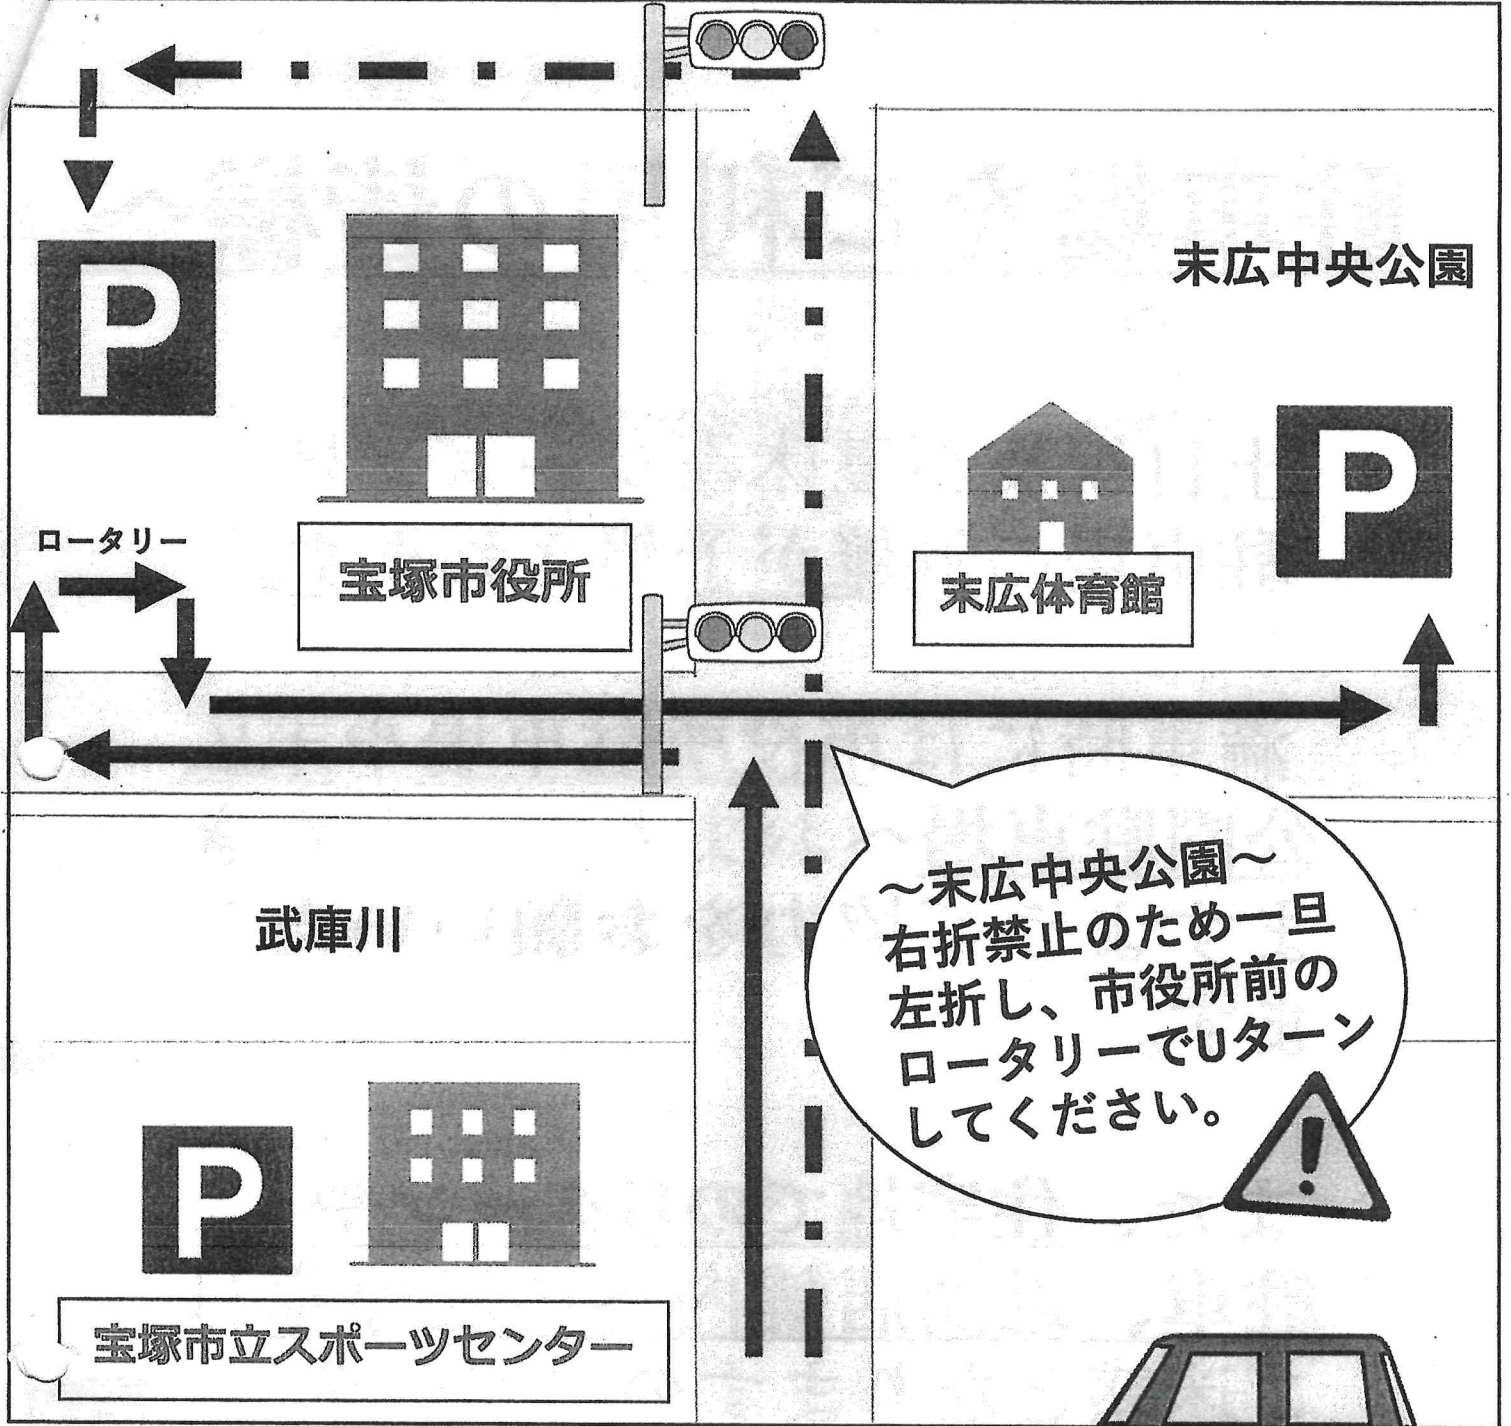 P
末広中央公園
P
ロータリー
宝塚市役所
末広体育館
武庫川
～末広中央公園～
右折禁止のため一旦
左折し、市役所前の
ロータリーでUターン
してください。
P
宝塚市立スポーツセンター